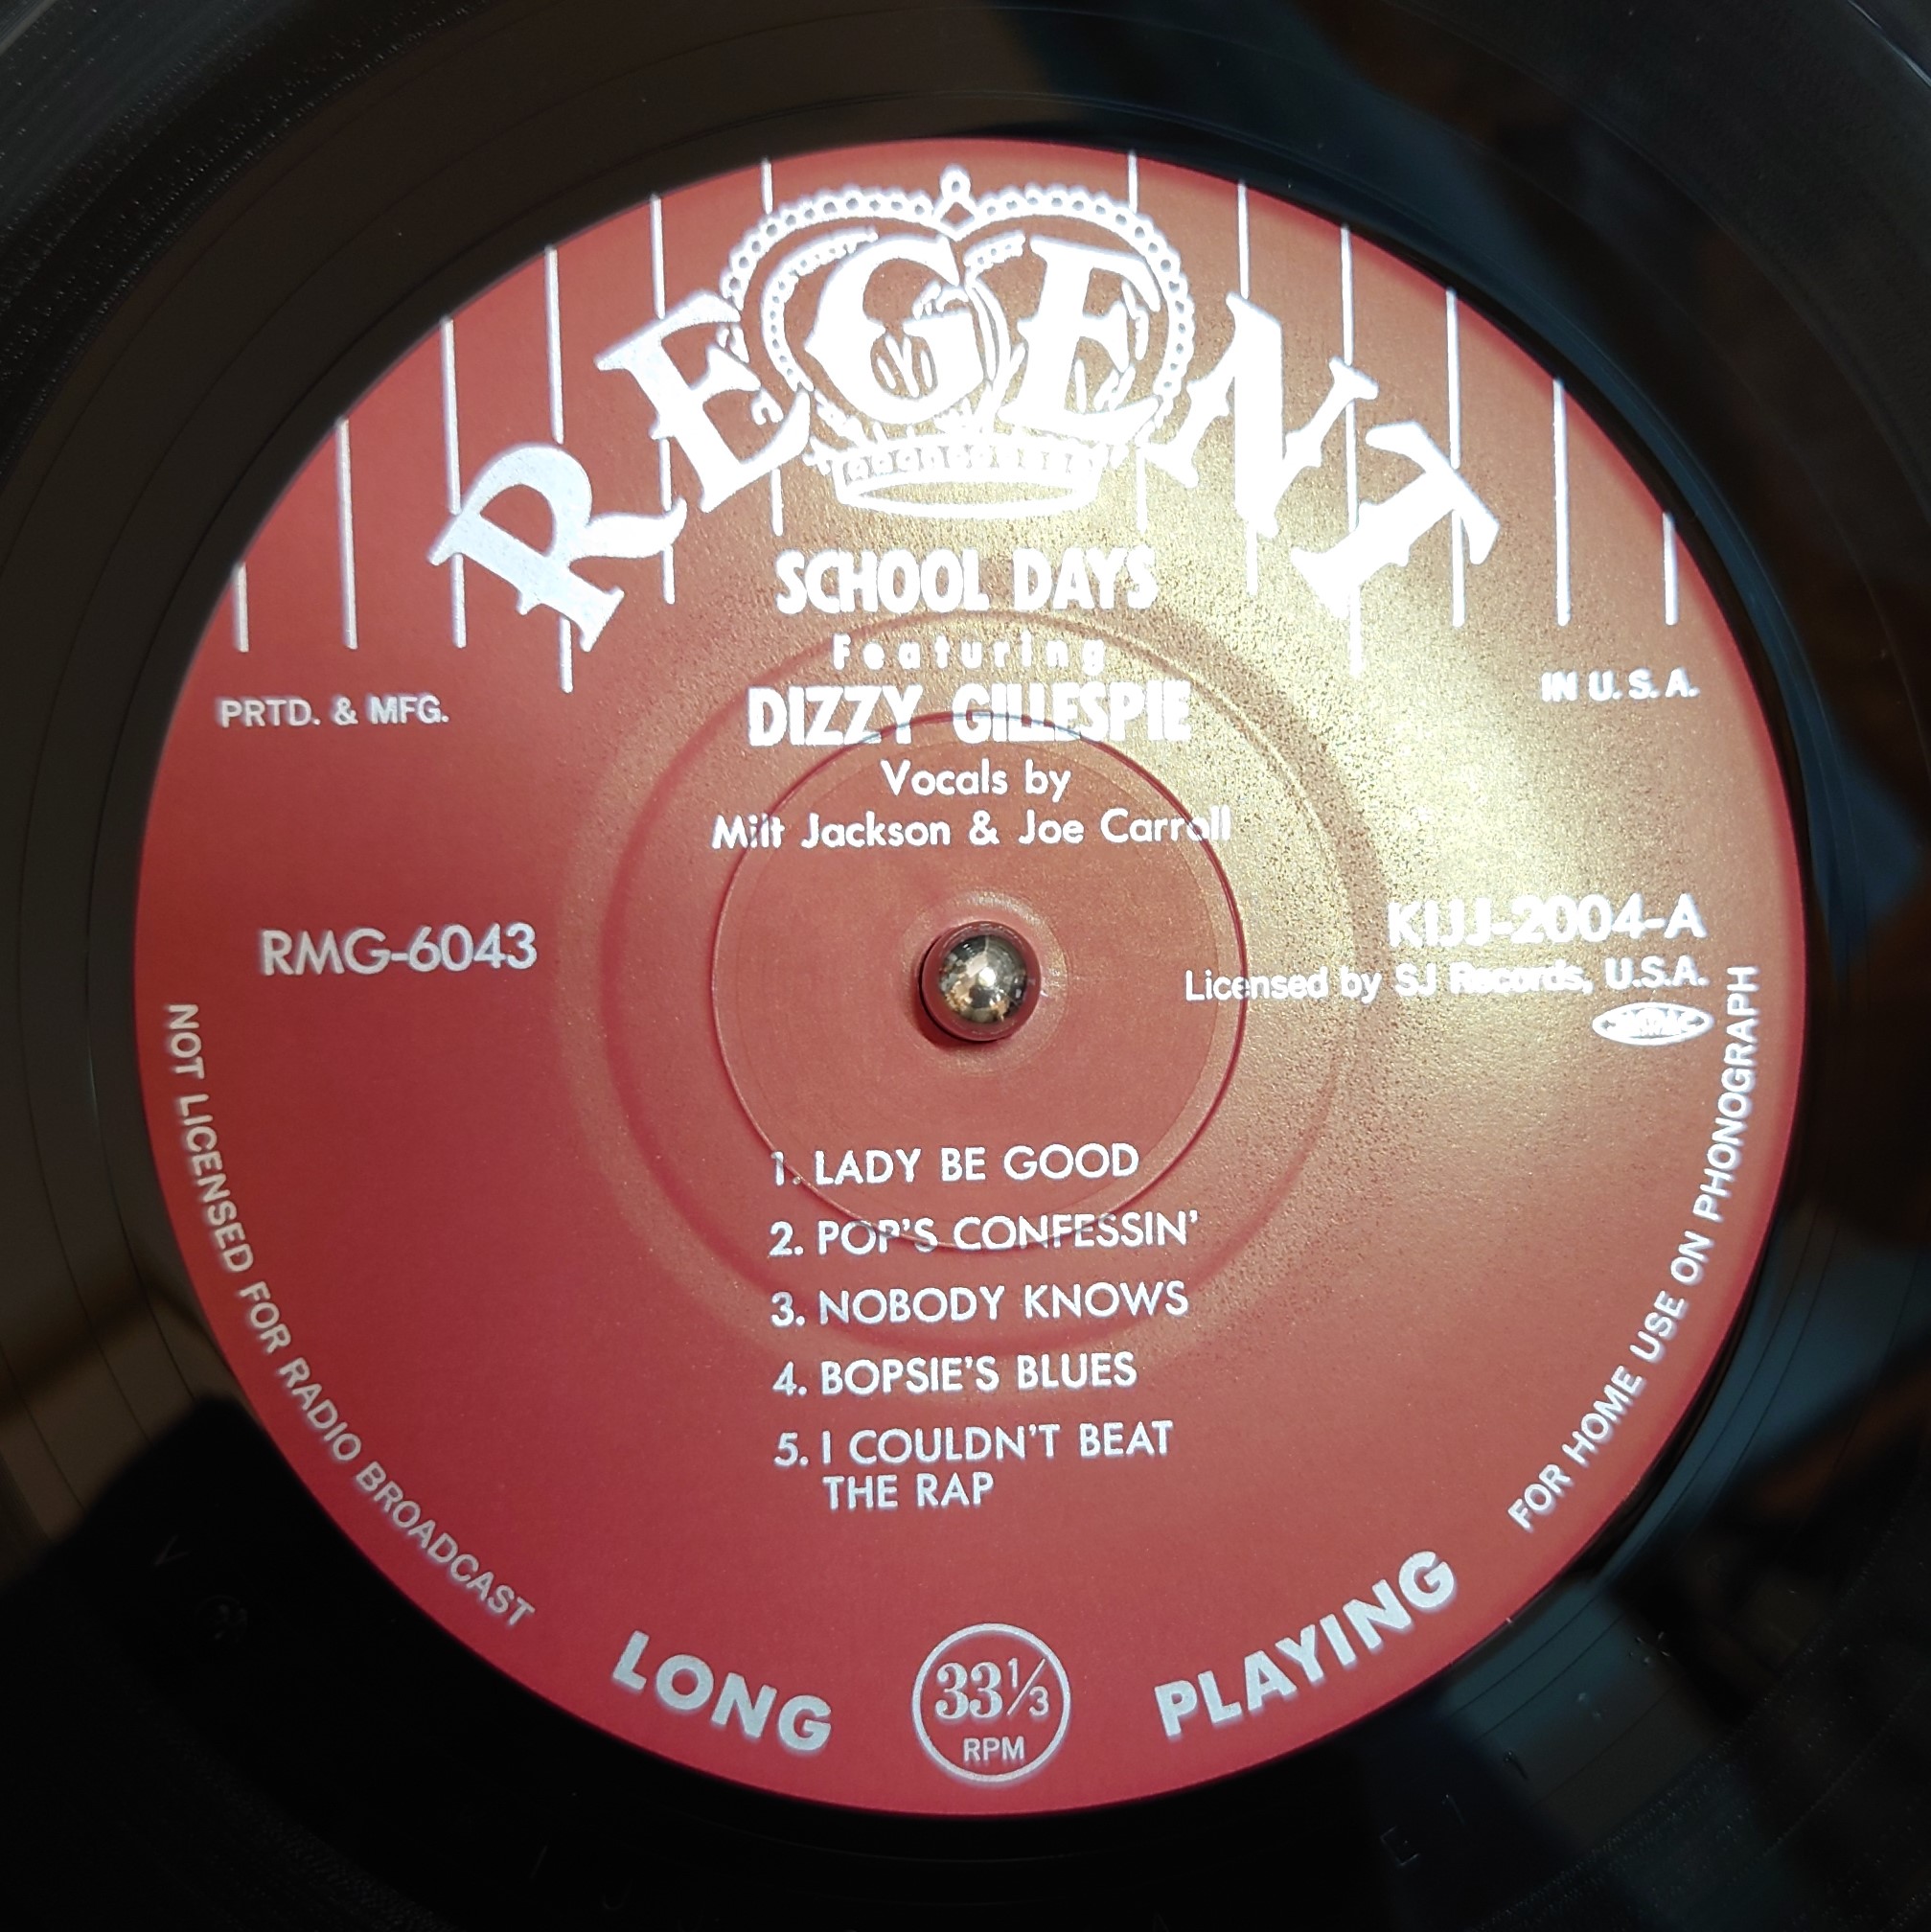 REGENT
SCHOOL DAYS
Featuring
DIZZY GILLESPIE
PRTD. & MFG.
IN U.S.A.
Vocals by
Milt Jackson & Joe Carroll
RMG-6043
KIJJ-2004-A
Licensed by SJ Records, U.S.A.
1. LADY BE GOOD
2. POP'S CONFESSIN'
3. NOBODY KNOWS
4. BOPSIE'S BLUES
5. I COULDN'T BEAT
THE RAP
NOT LICENSED FOR RADIO BROADCAST
FOR HOME USE ON PHONOGRAPH
LONG
33 1/3
RPM
PLAYING